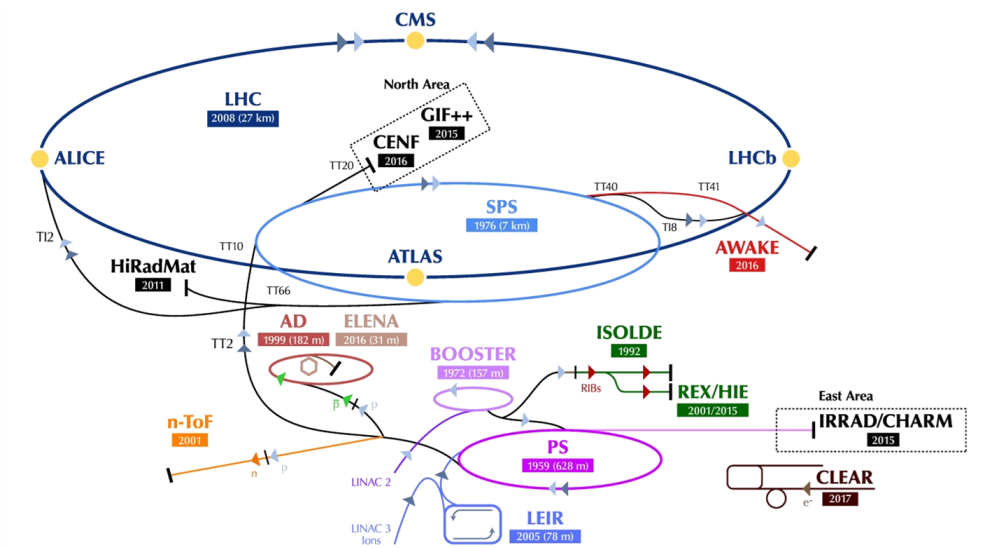 CMS
North Area
LHC
2008 (27 km)
GIF++
2015
CENF
2016
TT20
ALICE
LHCb
TT40
TT41
SPS
1976 (7 km)
TI8
TI2
TT10
AWAKE
2016
ATLAS
HiRadMat
2011
TT66
AD
1999 (182 m)
ELENA
2016 (31 m)
TT2
ISOLDE
1992
BOOSTER
1972 (157 m)
RIBs
REX/HIE
2001/2015
p
p
East Area
n-ToF
2001
IRRAD/CHARM
2015
PS
1959 (628 m)
n
p
LINAC 2
CLEAR
2017
e-
LINAC 3
Ions
LEIR
2005 (78 m)